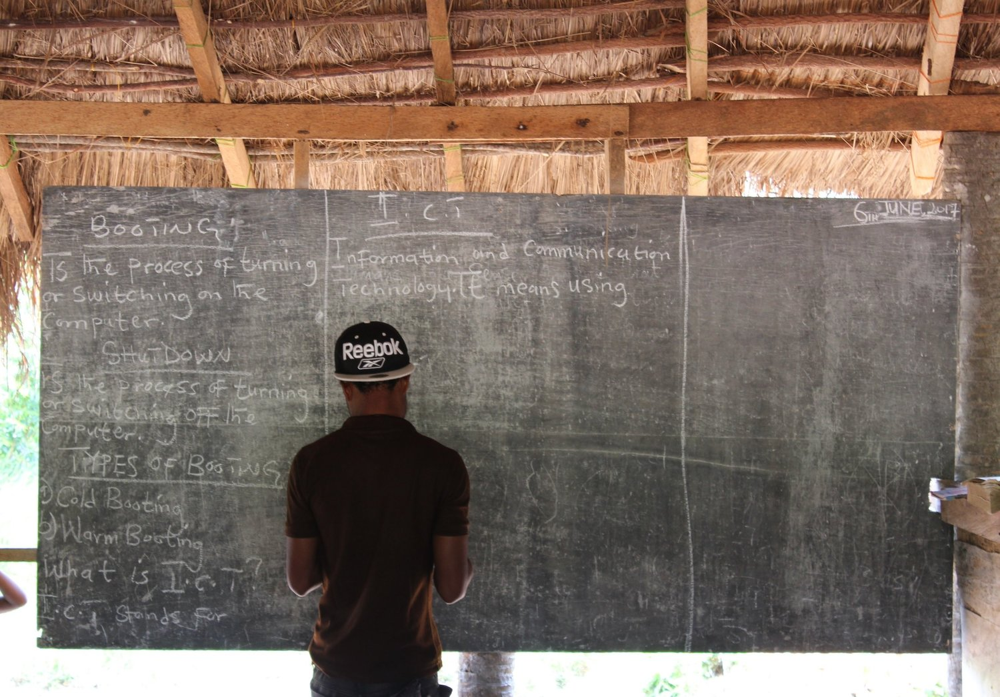 BOOTING
Is the process of turning
or switching on the
Computer.
SHUTDOWN
Is the process of turning
or switching off the
Computer.
TYPES OF BOOTING
a) Cold Booting
b) Warm Booting
What is I.C.T?
I.C.T Stands for
I.C.T
Information and Communication
Technology. It means using
6TH JUNE, 2017
Reebok